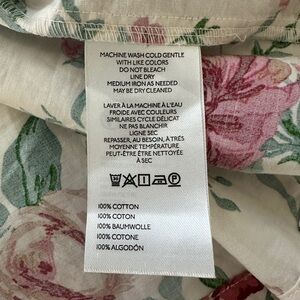 MACHINE WASH COLD-GENTLE
WITH LIKE COLORS
DO NOT BLEACH
LINE DRY
MEDIUM IRON AS NEEDED
MAY BE DRY CLEANED
LAVER À LA MACHINE À L'EAU
FROIDE AVEC COULEURS
SIMILAIRES CYCLE DÉLICAT
NE PAS BLANCHIR
LIGNE SEC
REPASSER, AU BESOIN, À TRÈS
MOYENNE TEMPÉRATURE
PEUT-ÊTRE ÊTRE NETTOYÉE
À SEC
100% COTTON
100% COTON
100% BAUMWOLLE
100% COTONE
100% ALGODÓN